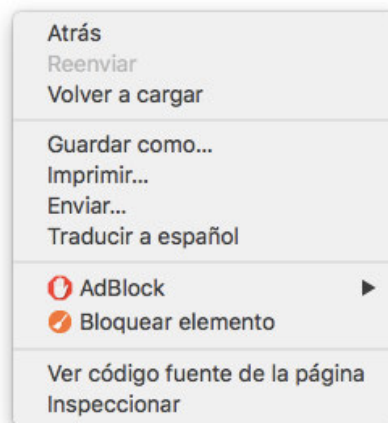 Atrás
Reenviar
Volver a cargar
Guardar como...
Imprimir...
Enviar...
Traducir a español
AdBlock
Bloquear elemento
Ver código fuente de la página
Inspeccionar